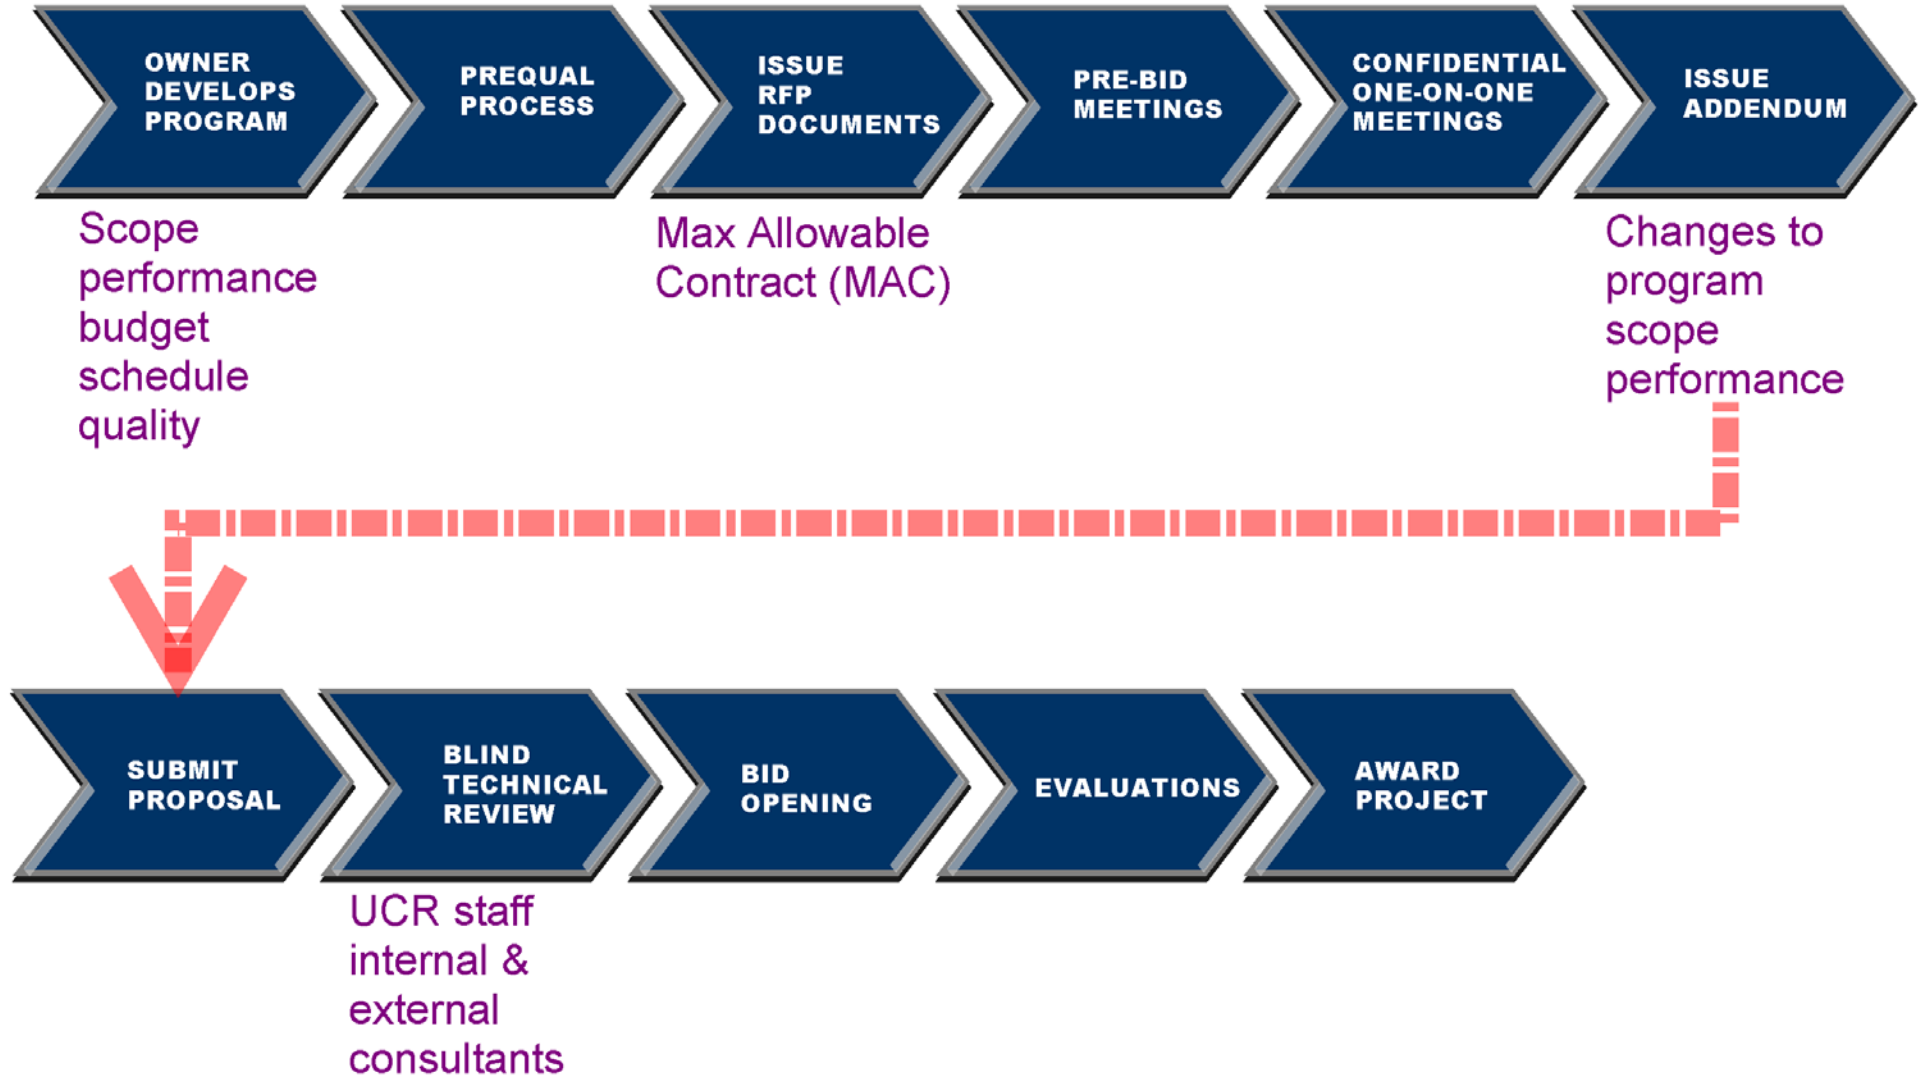 OWNER
DEVELOPS
PROGRAM
PREQUAL
PROCESS
ISSUE
RFP
DOCUMENTS
PRE-BID
MEETINGS
CONFIDENTIAL
ONE-ON-ONE
MEETINGS
ISSUE
ADDENDUM
Scope
performance
budget
schedule
quality
Max Allowable
Contract (MAC)
Changes to
program
scope
performance
SUBMIT
PROPOSAL
BLIND
TECHNICAL
REVIEW
BID
OPENING
EVALUATIONS
AWARD
PROJECT
UCR staff
internal &
external
consultants